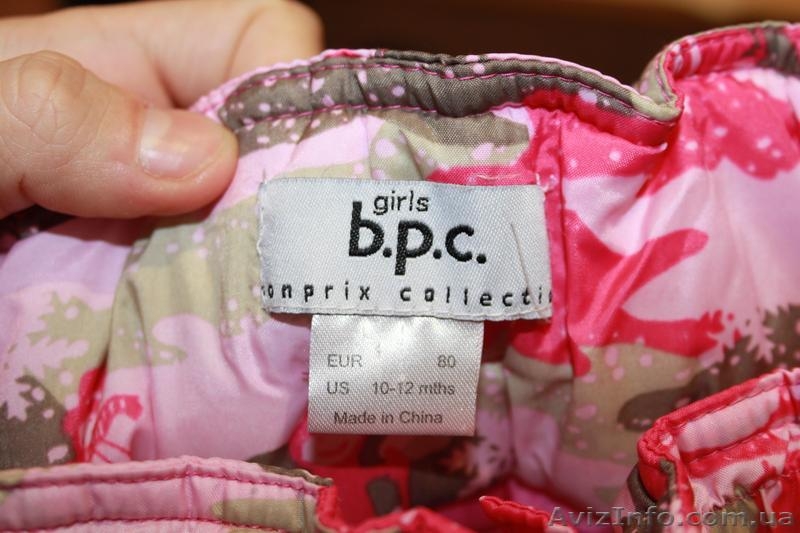 girls
b.p.c.
onprix collecti
EUR 80
US 10-12 mths
Made in China
AvizInfo.com.ua